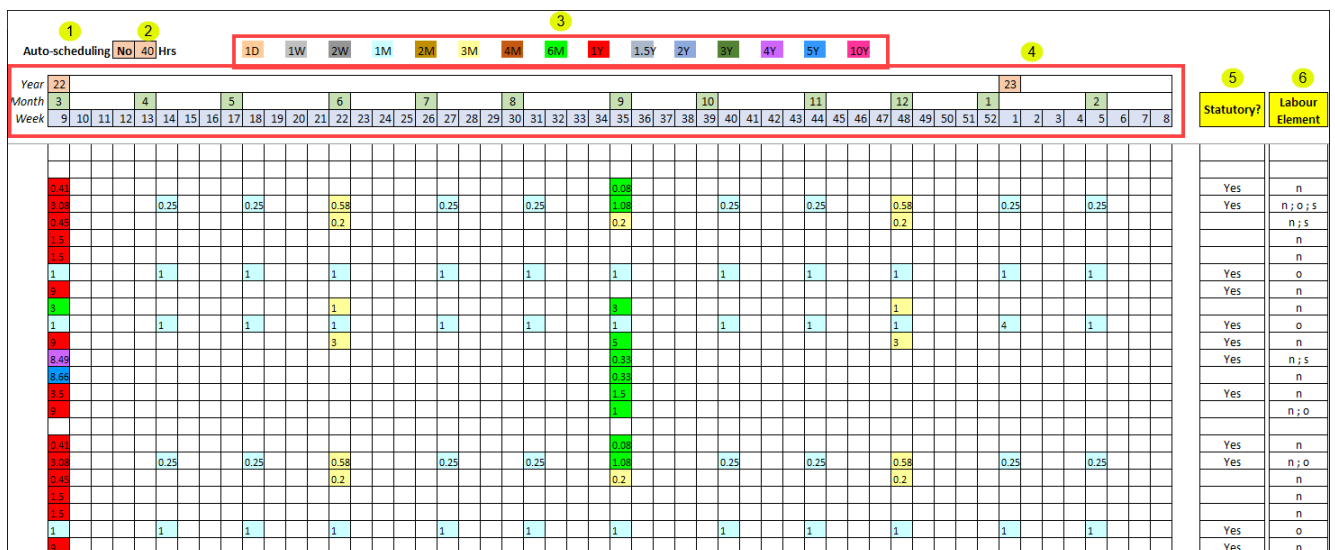 1 2 3
Auto-scheduling No 40 Hrs 1D 1W 2W 1M 2M 3M 4M 6M 1Y 1.5Y 2Y 3Y 4Y 5Y 10Y
4
Year 22 23 5 6
Month 3 4 5 6 7 8 9 10 11 12 1 2 Statutory? Labour Element
Week 9 10 11 12 13 14 15 16 17 18 19 20 21 22 23 24 25 26 27 28 29 30 31 32 33 34 35 36 37 38 39 40 41 42 43 44 45 46 47 48 49 50 51 52 1 2 3 4 5 6 7 8
0.41 0.08 Yes n
3.08 0.25 0.25 0.58 0.25 0.25 1.08 0.25 0.25 0.58 0.25 0.25 Yes n ; o ; s
0.45 0.2 0.2 0.2 n ; s
1.5 n
1.5 n
1 1 1 1 1 1 1 1 1 1 1 1 Yes o
9 Yes n
3 1 3 1 n
1 1 1 1 1 1 1 1 1 1 4 1 Yes o
9 3 5 3 Yes n
8.49 0.33 Yes n ; s
8.66 0.33 n
3.5 1.5 Yes n
9 1 n ; o
0.41 0.08 Yes n
3.08 0.25 0.25 0.58 0.25 0.25 1.08 0.25 0.25 0.58 0.25 0.25 Yes n ; o
0.45 0.2 0.2 0.2 n
1.5 n
1.5 n
1 1 1 1 1 1 1 1 1 1 1 1 Yes o
9 Yes n